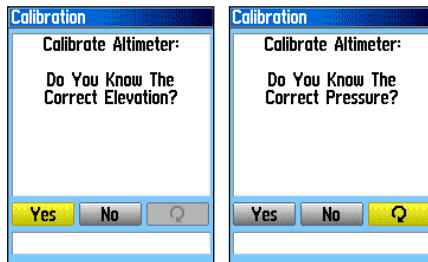 Calibration
Calibrate Altimeter:
Do You Know The
Correct Elevation?
Yes No
Calibration
Calibrate Altimeter:
Do You Know The
Correct Pressure?
Yes No